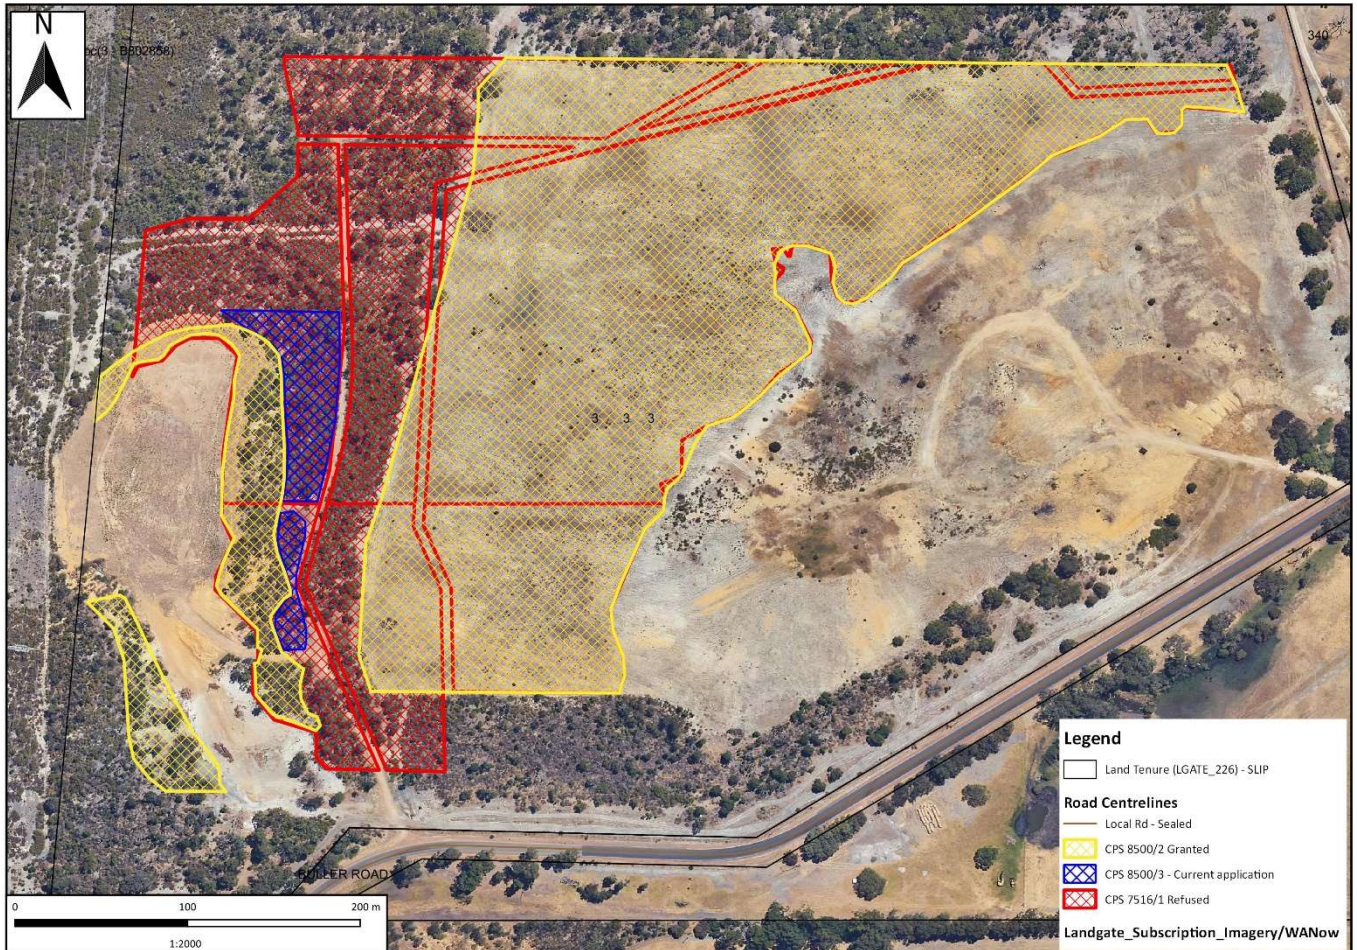 N
340
3 3 3
BULLER ROAD
0 100 200 m
1:2000
Legend
Land Tenure (LGATE_226) - SLIP
Road Centrelines
Local Rd - Sealed
CPS 8500/2 Granted
CPS 8500/3 - Current application
CPS 7516/1 Refused
Landgate_Subscription_Imagery/WANow